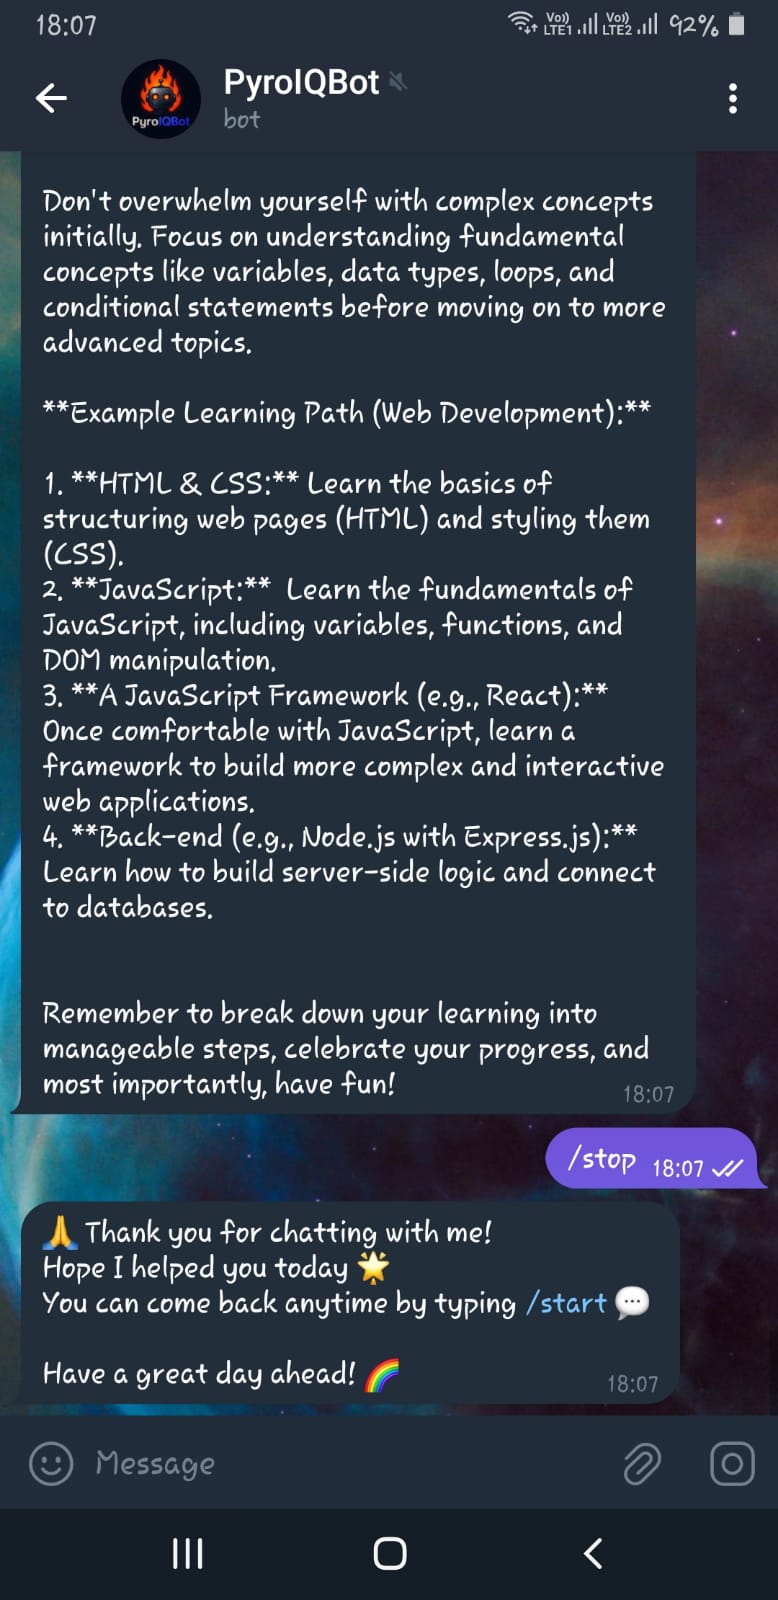 18:07
Vo)) LTE1 Vo)) LTE2 92%
PyroIQBot
PyroIQBot
bot
Don't overwhelm yourself with complex concepts
initially. Focus on understanding fundamental
concepts like variables, data types, loops, and
conditional statements before moving on to more
advanced topics.
**Example Learning Path (Web Development):**
1. **HTML & CSS:** Learn the basics of
structuring web pages (HTML) and styling them
(CSS).
2. **JavaScript:**  Learn the fundamentals of
JavaScript, including variables, functions, and
DOM manipulation.
3. **A JavaScript Framework (e.g., React):**
Once comfortable with JavaScript, learn a
framework to build more complex and interactive
web applications.
4. **Back-end (e.g., Node.js with Express.js):**
Learn how to build server-side logic and connect
to databases.
Remember to break down your learning into
manageable steps, celebrate your progress, and
most importantly, have fun!
18:07
/stop 18:07
🙏 Thank you for chatting with me!
Hope I helped you today 🌟
You can come back anytime by typing /start 💬
Have a great day ahead! 🌈
18:07
Message